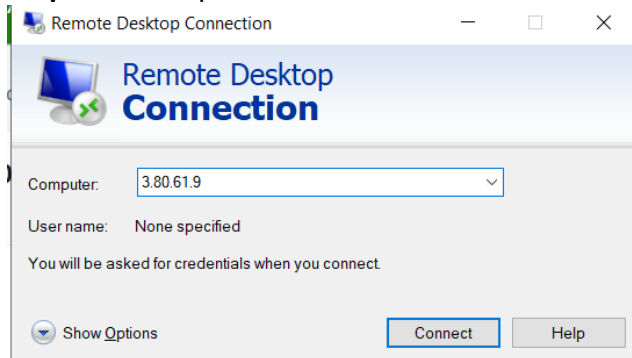 Remote Desktop Connection
Remote Desktop
Connection
Computer: 3.80.61.9
User name: None specified
You will be asked for credentials when you connect.
Show Options
Connect Help